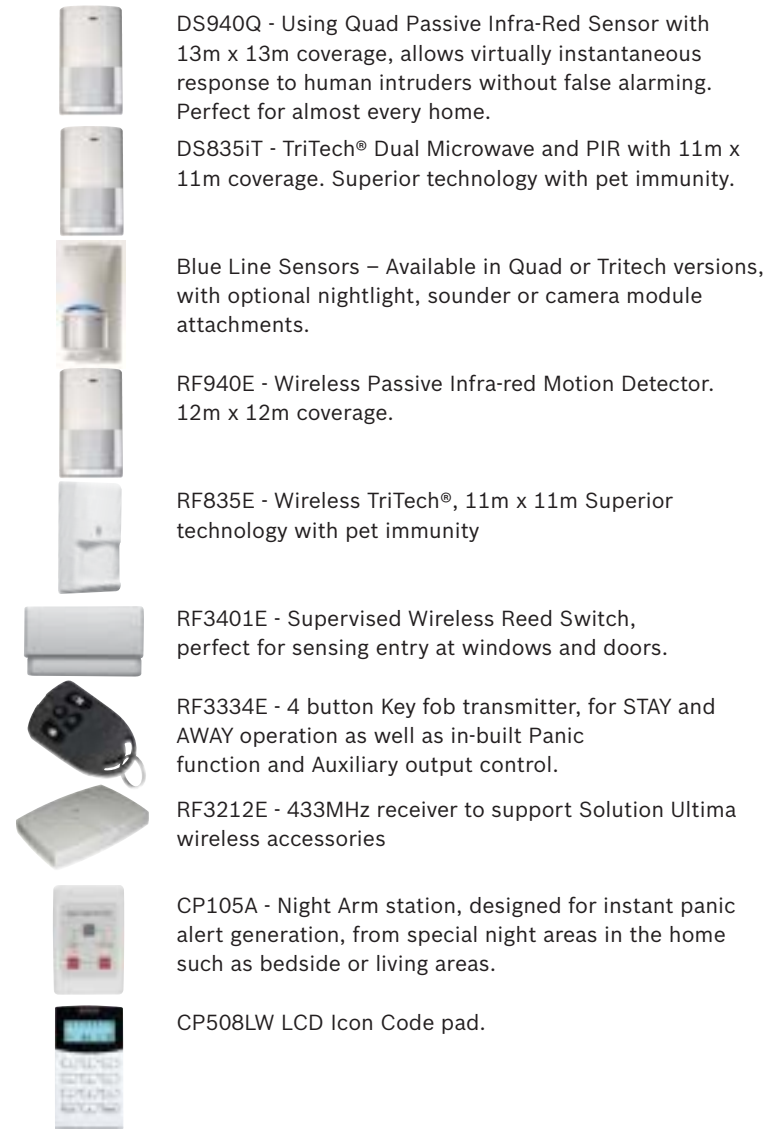 DS940Q - Using Quad Passive Infra-Red Sensor with
13m x 13m coverage, allows virtually instantaneous
response to human intruders without false alarming.
Perfect for almost every home.
DS835iT - TriTech® Dual Microwave and PIR with 11m x
11m coverage. Superior technology with pet immunity.
Blue Line Sensors – Available in Quad or Tritech versions,
with optional nightlight, sounder or camera module
attachments.
RF940E - Wireless Passive Infra-red Motion Detector.
12m x 12m coverage.
RF835E - Wireless TriTech®, 11m x 11m Superior
technology with pet immunity
RF3401E - Supervised Wireless Reed Switch,
perfect for sensing entry at windows and doors.
RF3334E - 4 button Key fob transmitter, for STAY and
AWAY operation as well as in-built Panic
function and Auxiliary output control.
RF3212E - 433MHz receiver to support Solution Ultima
wireless accessories
CP105A - Night Arm station, designed for instant panic
alert generation, from special night areas in the home
such as bedside or living areas.
CP508LW LCD Icon Code pad.